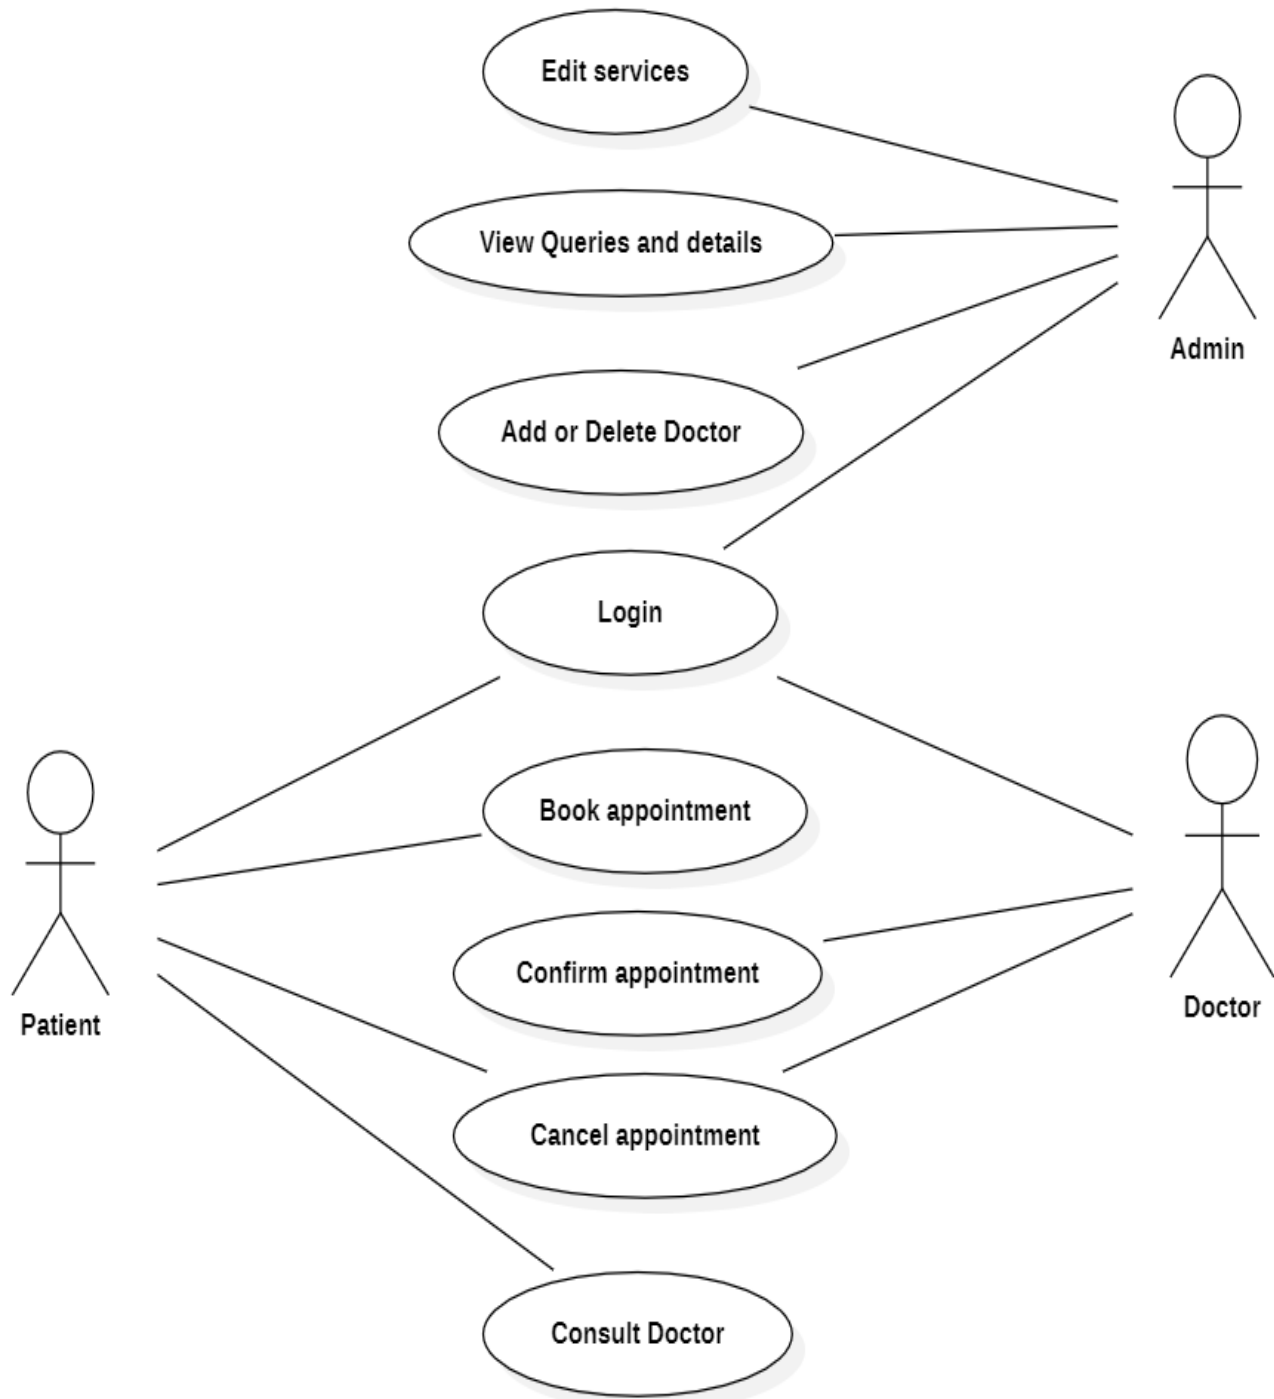 Edit services
View Queries and details
Admin
Add or Delete Doctor
Login
Book appointment
Confirm appointment
Doctor
Patient
Cancel appointment
Consult Doctor